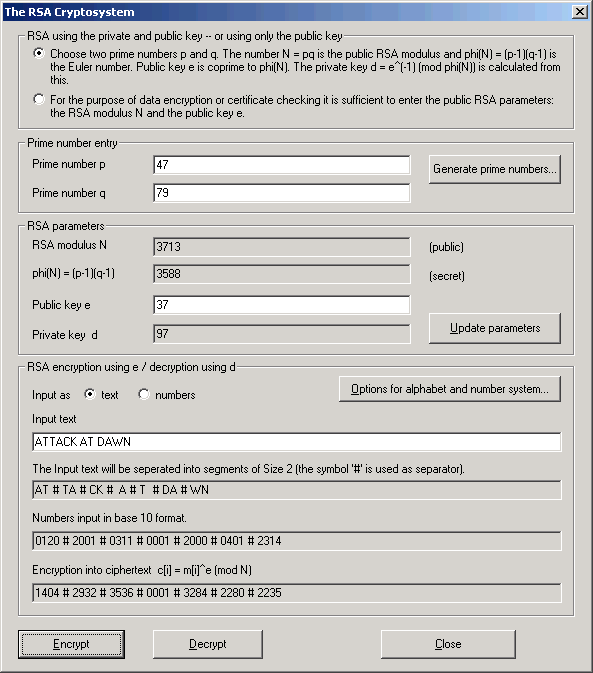 The RSA Cryptosystem
RSA using the private and public key -- or using only the public key
Choose two prime numbers p and q. The number N = pq is the public RSA modulus and phi(N) = (p-1)(q-1) is
the Euler number. Public key e is coprime to phi(N). The private key d = e^(-1) (mod phi(N)) is calculated from
this.
For the purpose of data encryption or certificate checking it is sufficient to enter the public RSA parameters:
the RSA modulus N and the public key e.
Prime number entry
Prime number p 47 Generate prime numbers...
Prime number q 79
RSA parameters
RSA modulus N 3713 (public)
phi(N) = (p-1)(q-1) 3588 (secret)
Public key e 37
Private key d 97 Update parameters
RSA encryption using e / decryption using d
Input as text numbers Options for alphabet and number system...
Input text
ATTACK AT DAWN
The Input text will be seperated into segments of Size 2 (the symbol '#' is used as separator).
AT # TA # CK # A # T # DA # WN
Numbers input in base 10 format.
0120 # 2001 # 0311 # 0001 # 2000 # 0401 # 2314
Encryption into ciphertext c[i] = m[i]^e (mod N)
1404 # 2932 # 3536 # 0001 # 3284 # 2280 # 2235
Encrypt Decrypt Close